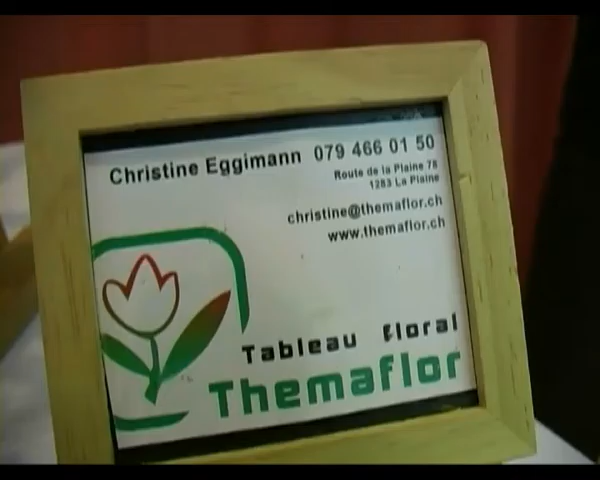 Christine Eggimann 079 466 01 50
Route de la Plaine 78
1283 La Plaine
christine@themaflor.ch
www.themaflor.ch
Tableau floral
Themaflor